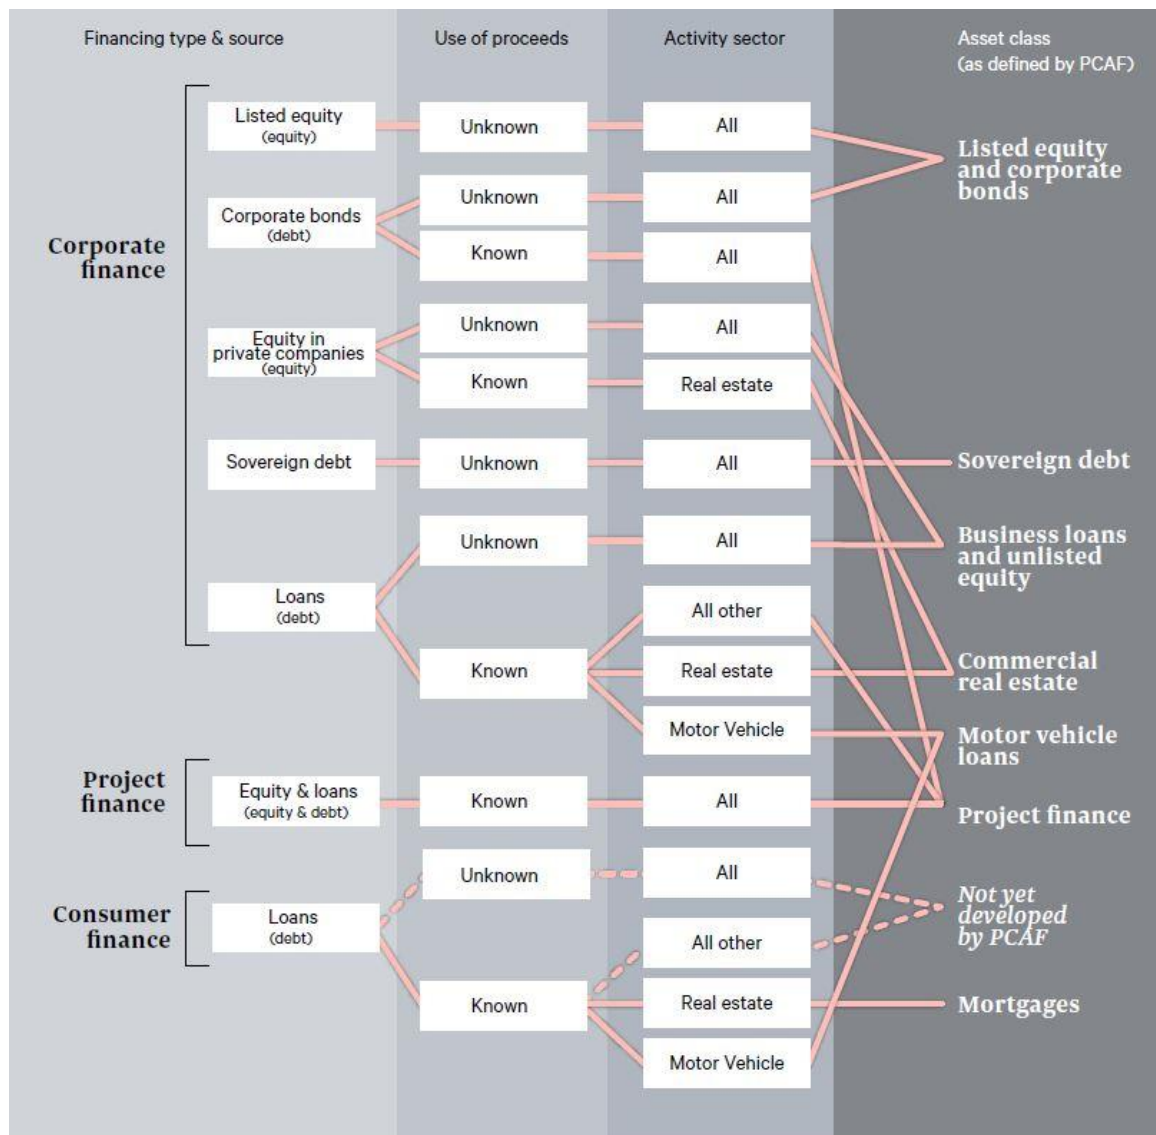 Financing type & source
Use of proceeds
Activity sector
Asset class
(as defined by PCAF)
Corporate
finance
Listed equity
(equity)
Unknown
All
Listed equity
and corporate
bonds
Corporate bonds
(debt)
Unknown
All
Known
All
Equity in
private companies
(equity)
Unknown
All
Known
Real estate
Sovereign debt
Unknown
All
Sovereign debt
Loans
(debt)
Unknown
All
Business loans
and unlisted
equity
Known
All other
Real estate
Commercial
real estate
Motor Vehicle
Motor vehicle
loans
Project
finance
Equity & loans
(equity & debt)
Known
All
Project finance
Consumer
finance
Loans
(debt)
Unknown
All
Not yet
developed
by PCAF
Known
All other
Real estate
Mortgages
Motor Vehicle